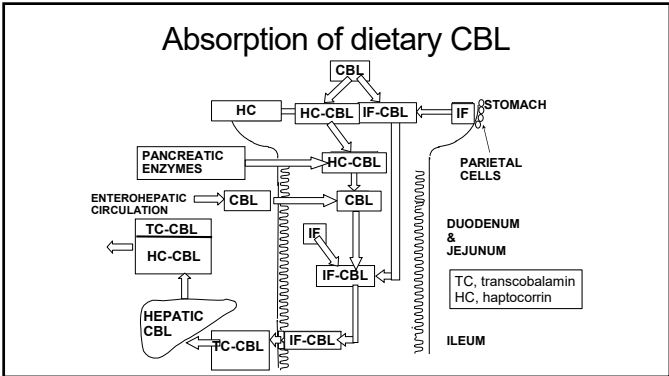 Absorption of dietary CBL
CBL
HC
HC-CBL
IF-CBL
IF
STOMACH
PARIETAL
CELLS
PANCREATIC
ENZYMES
HC-CBL
ENTEROHEPATIC
CIRCULATION
CBL
CBL
TC-CBL
HC-CBL
IF
DUODENUM
&
JEJUNUM
IF-CBL
TC, transcobalamin
HC, haptocorrin
HEPATIC
CBL
TC-CBL
IF-CBL
ILEUM